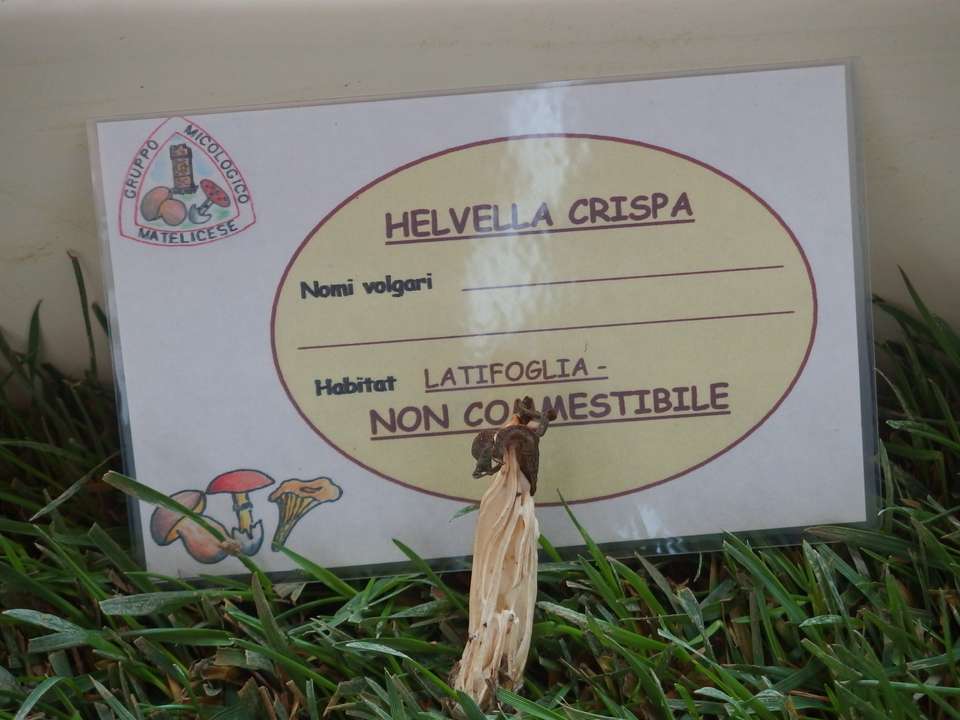 GRUPPO MICOLOGICO
MATELICESE
HELVELLA CRISPA
Nomi volgari
Habitat LATIFOGLIA -
NON COMMESTIBILE